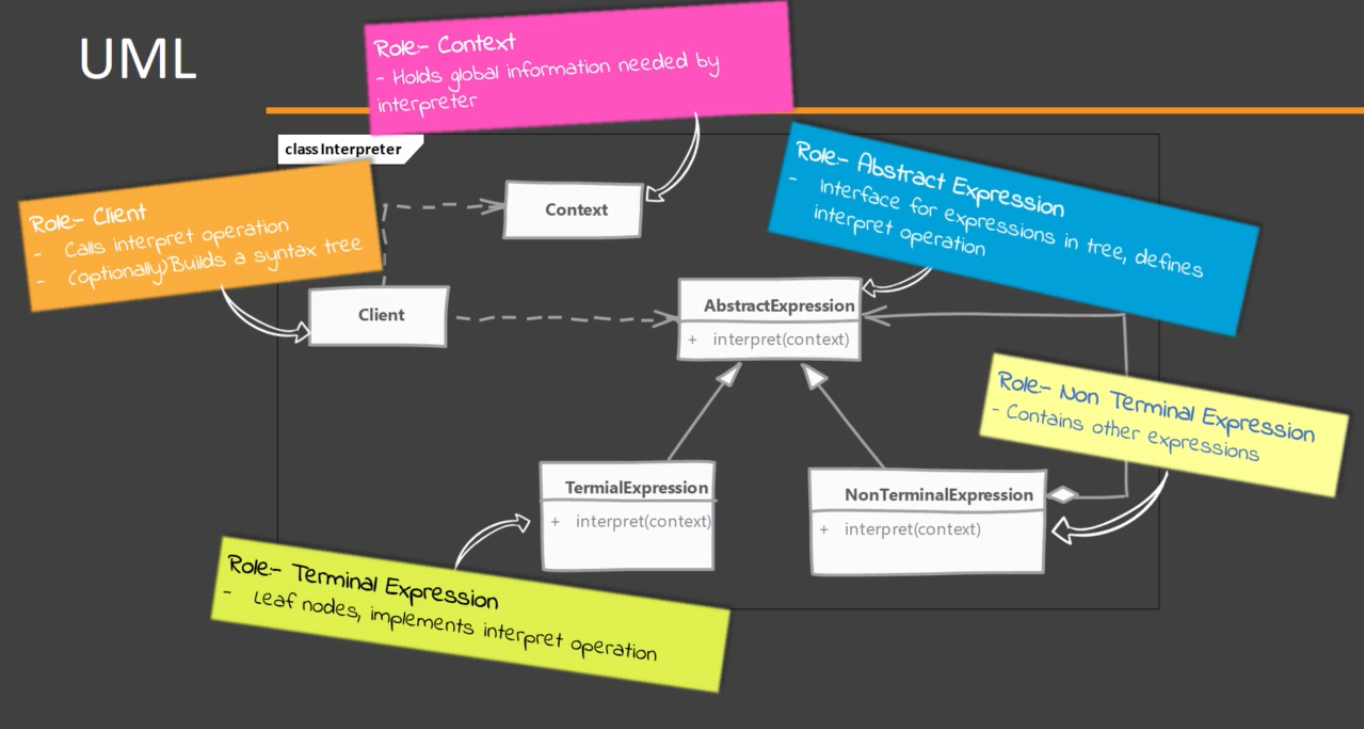 UML
Role:- Context
- Holds global information needed by
interpreter
class Interpreter
Role:- Client
- Calls interpret operation
- (optionally)Builds a syntax tree
Context
Role:- Abstract Expression
- Interface for expressions in tree, defines
interpret operation
Client
AbstractExpression
+ interpret(context)
Role:- Non Terminal Expression
- Contains other expressions
TermialExpression
+ interpret(context)
NonTerminalExpression
+ interpret(context)
Role:- Terminal Expression
- Leaf nodes, implements interpret operation